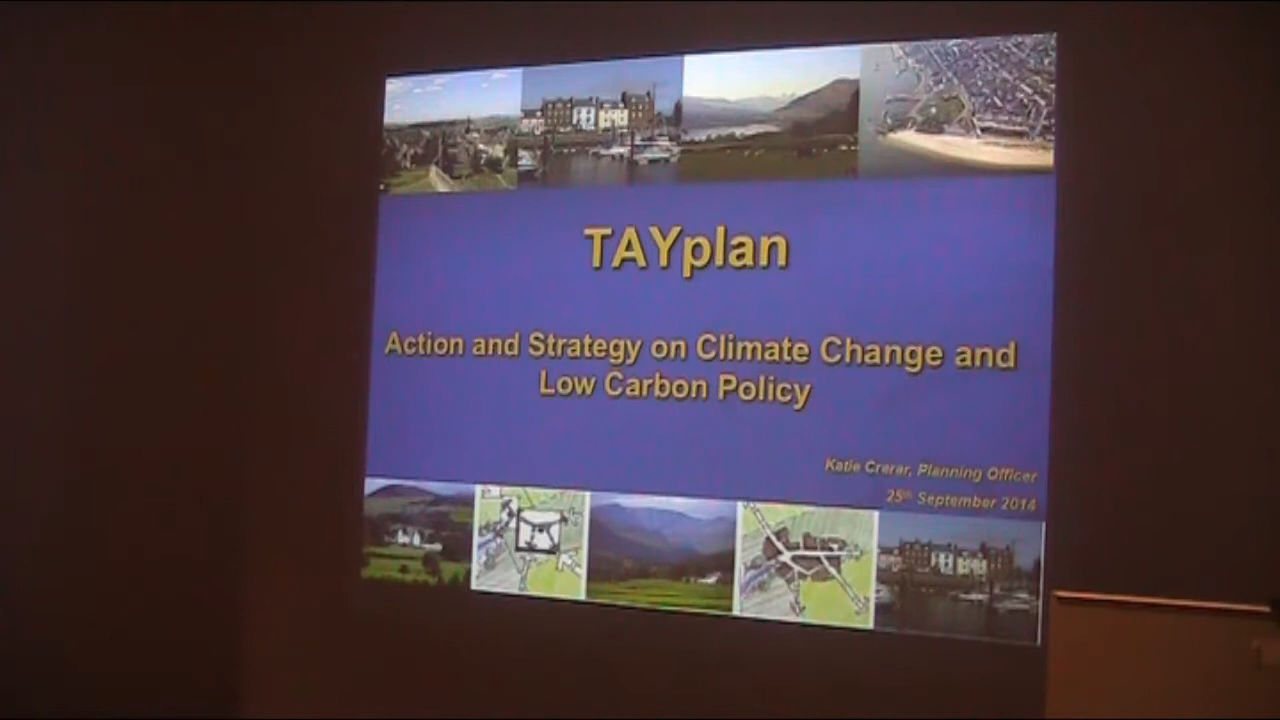 TAYplan
Action and Strategy on Climate Change and
Low Carbon Policy
Katie Crerar, Planning Officer
25th September 2014